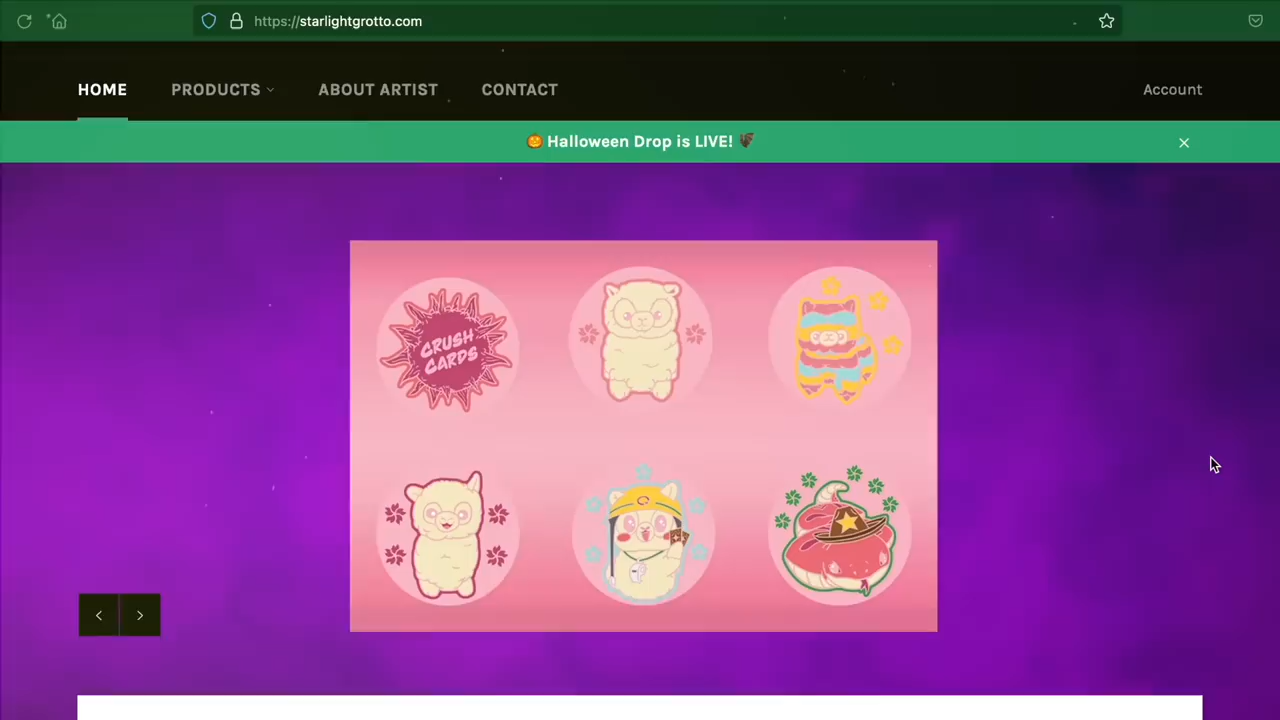 https://starlightgrotto.com
HOME PRODUCTS ABOUT ARTIST CONTACT Account
🎃 Halloween Drop is LIVE! 🦇
CRUSH
CARDS